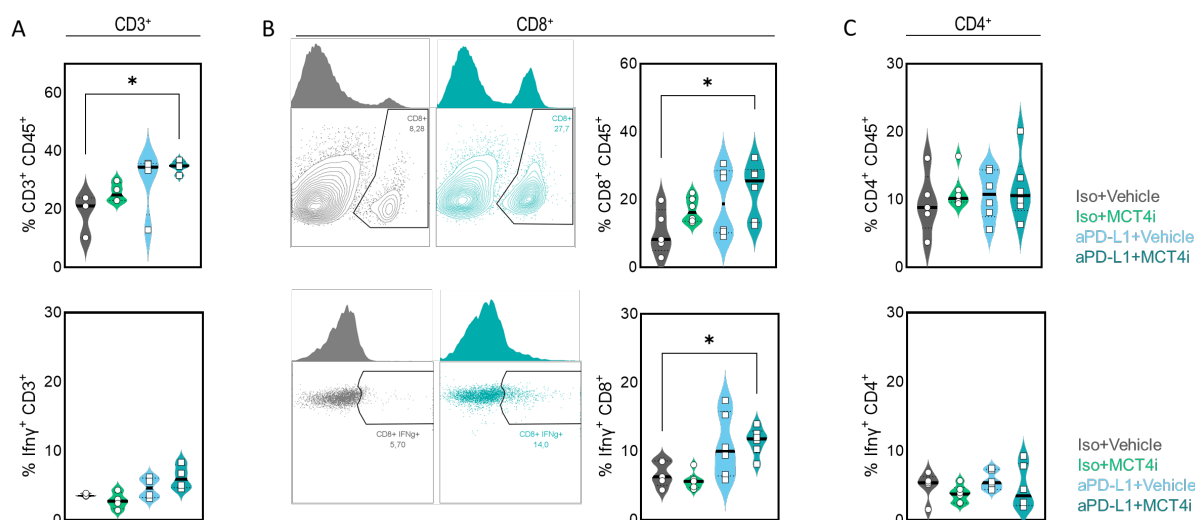 A
CD3⁺
B
CD8⁺
C
CD4⁺
% CD3⁺ CD45⁺
60
40
20
0
*
CD8+
8,28
CD8+
27,7
% CD8⁺ CD45⁺
60
40
20
0
*
% CD4⁺ CD45⁺
30
20
10
0
Iso+Vehicle
Iso+MCT4i
aPD-L1+Vehicle
aPD-L1+MCT4i
% Ifnγ⁺ CD3⁺
30
20
10
0
CD8+ IFNg+
5,70
CD8+ IFNg+
14,0
% Ifnγ⁺ CD8⁺
30
20
10
0
*
% Ifnγ⁺ CD4⁺
30
20
10
0
Iso+Vehicle
Iso+MCT4i
aPD-L1+Vehicle
aPD-L1+MCT4i